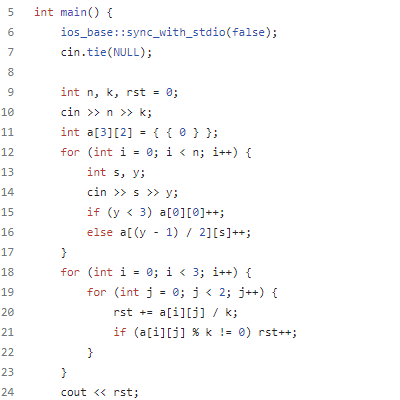 5 int main() {
6 ios_base::sync_with_stdio(false);
7 cin.tie(NULL);
8
9 int n, k, rst = 0;
10 cin >> n >> k;
11 int a[3][2] = { { 0 } };
12 for (int i = 0; i < n; i++) {
13 int s, y;
14 cin >> s >> y;
15 if (y < 3) a[0][0]++;
16 else a[(y - 1) / 2][s]++;
17 }
18 for (int i = 0; i < 3; i++) {
19 for (int j = 0; j < 2; j++) {
20 rst += a[i][j] / k;
21 if (a[i][j] % k != 0) rst++;
22 }
23 }
24 cout << rst;